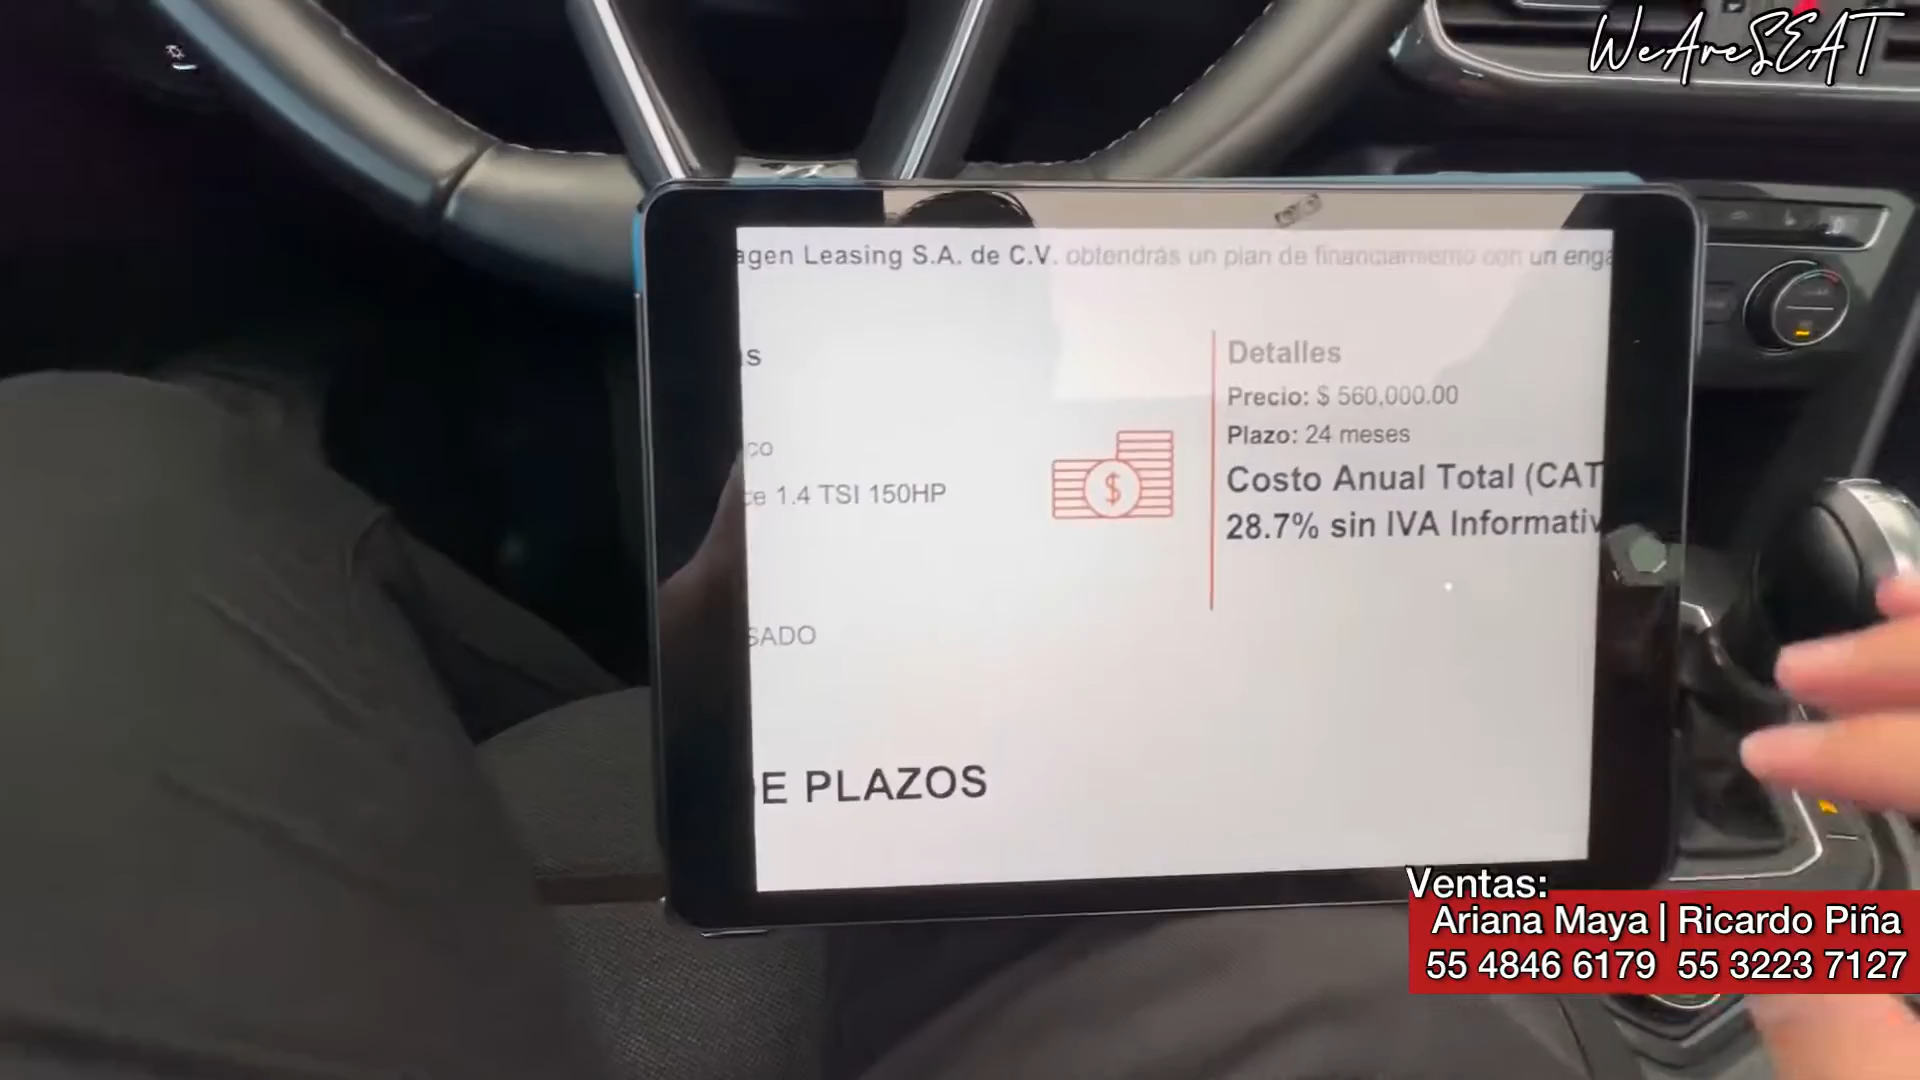 WeAreSEAT
agen Leasing S.A. de C.V. obtendrás un plan de financiamiento con un enga
s
Detalles
Precio: $ 560,000.00
co
Plazo: 24 meses
Costo Anual Total (CAT
ce 1.4 TSI 150HP
28.7% sin IVA Informativ
SADO
DE PLAZOS
Ventas:
Ariana Maya | Ricardo Piña
55 4846 6179 55 3223 7127